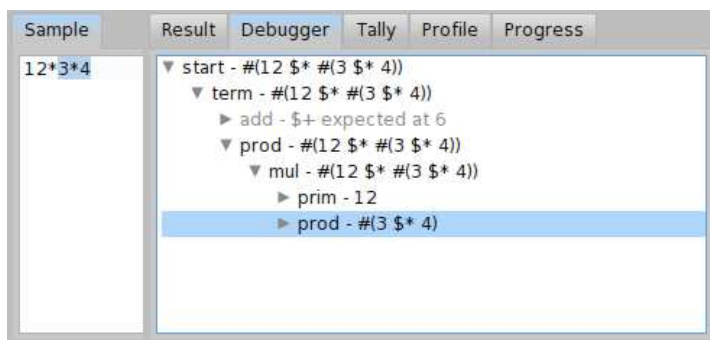 Sample Result Debugger Tally Profile Progress
12*3*4
start - #(12 $* #(3 $* 4))
term - #(12 $* #(3 $* 4))
add - $+ expected at 6
prod - #(12 $* #(3 $* 4))
mul - #(12 $* #(3 $* 4))
prim - 12
prod - #(3 $* 4)